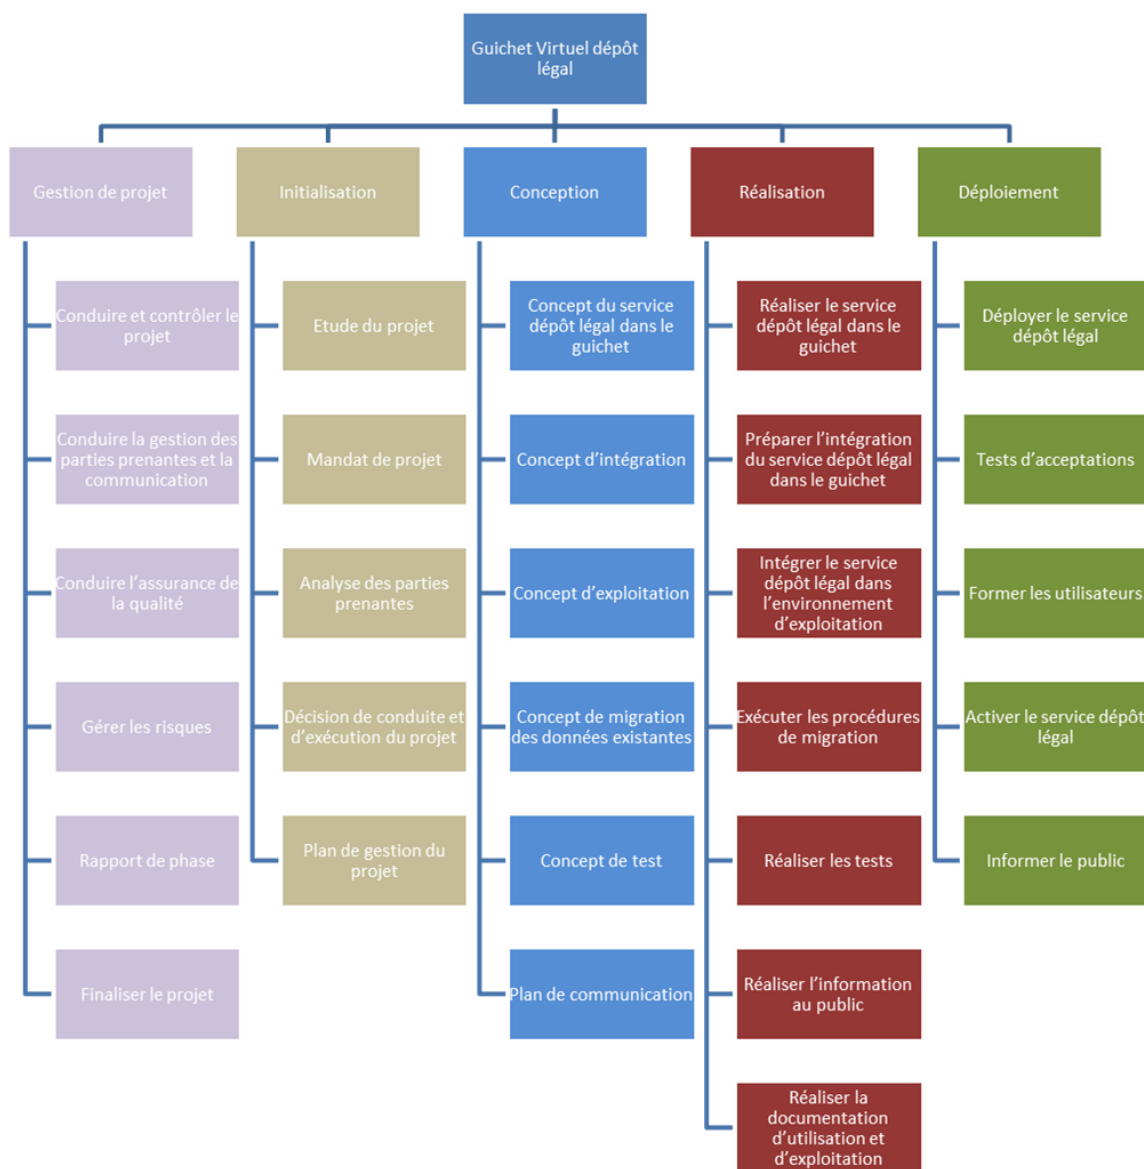 Guichet Virtuel dépôt
légal
Gestion de projet
Initialisation
Conception
Réalisation
Déploiement
Conduire et contrôler le
projet
Conduire la gestion des
parties prenantes et la
communication
Conduire l’assurance de
la qualité
Gérer les risques
Rapport de phase
Finaliser le projet
Etude du projet
Mandat de projet
Analyse des parties
prenantes
Décision de conduite et
d’exécution du projet
Plan de gestion du
projet
Concept du service
dépôt légal dans le
guichet
Concept d’intégration
Concept d’exploitation
Concept de migration
des données existantes
Concept de test
Plan de communication
Réaliser le service
dépôt légal dans le
guichet
Préparer l’intégration
du service dépôt légal
dans le guichet
Intégrer le service
dépôt légal dans
l’environnement
d’exploitation
Exécuter les procédures
de migration
Réaliser les tests
Réaliser l’information
au public
Réaliser la
documentation
d’utilisation et
d’exploitation
Déployer le service
dépôt légal
Tests d’acceptations
Former les utilisateurs
Activer le service dépôt
légal
Informer le public